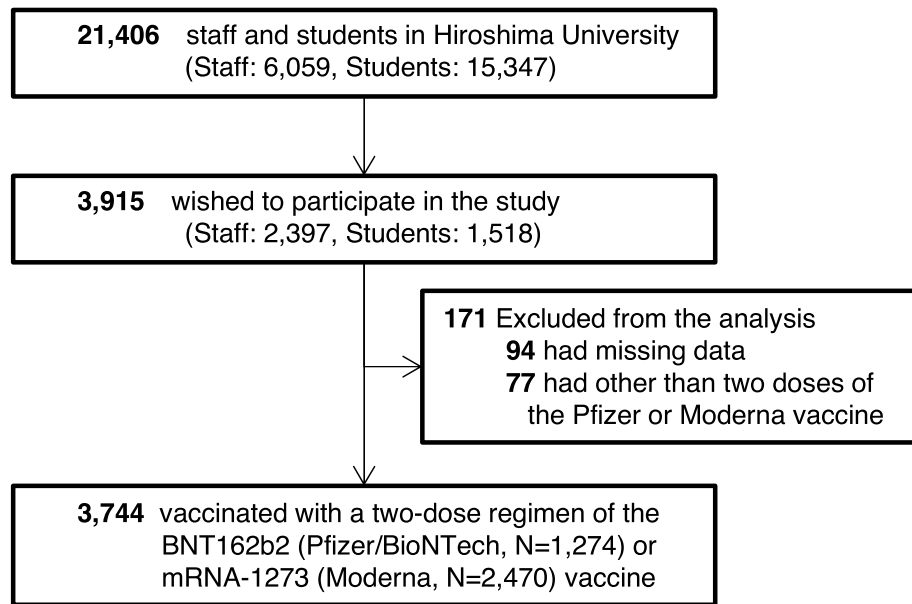 21,406 staff and students in Hiroshima University
(Staff: 6,059, Students: 15,347)
3,915 wished to participate in the study
(Staff: 2,397, Students: 1,518)
171 Excluded from the analysis
94 had missing data
77 had other than two doses of
the Pfizer or Moderna vaccine
3,744 vaccinated with a two-dose regimen of the
BNT162b2 (Pfizer/BioNTech, N=1,274) or
mRNA-1273 (Moderna, N=2,470) vaccine